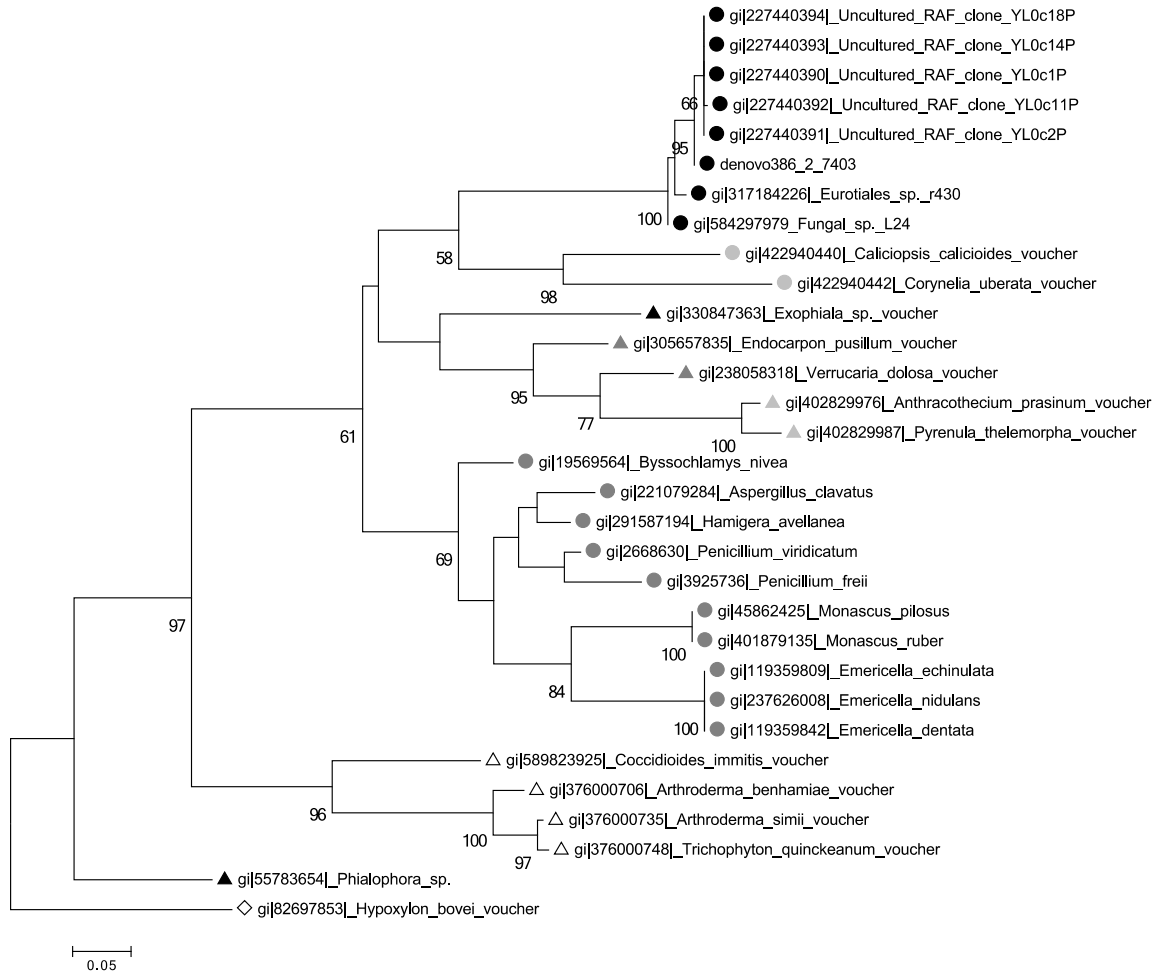 gi|227440394|_Uncultured_RAF_clone_YL0c18P
gi|227440393|_Uncultured_RAF_clone_YL0c14P
gi|227440390|_Uncultured_RAF_clone_YL0c1P
66
gi|227440392|_Uncultured_RAF_clone_YL0c11P
gi|227440391|_Uncultured_RAF_clone_YL0c2P
95
denovo386_2_7403
gi|317184226|_Eurotiales_sp._r430
100
gi|584297979_Fungal_sp._L24
58
gi|422940440|_Caliciopsis_calicioides_voucher
98
gi|422940442|_Corynelia_uberata_voucher
gi|330847363|_Exophiala_sp._voucher
gi|305657835|_Endocarpon_pusillum_voucher
95
gi|238058318|_Verrucaria_dolosa_voucher
77
gi|402829976|_Anthracothecium_prasinum_voucher
100
gi|402829987|_Pyrenula_thelemorpha_voucher
61
gi|19569564|_Byssochlamys_nivea
gi|221079284|_Aspergillus_clavatus
gi|291587194|_Hamigera_avellanea
69
gi|2668630|_Penicillium_viridicatum
gi|3925736|_Penicillium_freii
97
gi|45862425|_Monascus_pilosus
100
gi|401879135|_Monascus_ruber
84
gi|119359809|_Emericella_echinulata
gi|237626008|_Emericella_nidulans
100
gi|119359842|_Emericella_dentata
gi|589823925|_Coccidioides_immitis_voucher
96
gi|376000706|_Arthroderma_benhamiae_voucher
100
gi|376000735|_Arthroderma_simii_voucher
97
gi|376000748|_Trichophyton_quinckeanum_voucher
gi|55783654|_Phialophora_sp.
gi|82697853|_Hypoxylon_bovei_voucher
0.05